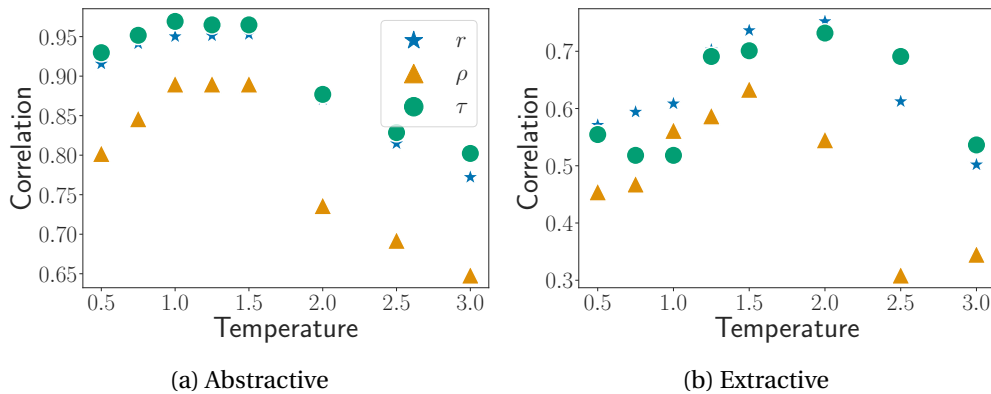 0.95
0.90
0.85
0.80
0.75
0.70
0.65
Correlation
0.5 1.0 1.5 2.0 2.5 3.0
Temperature
r
ρ
τ
(a) Abstractive
0.7
0.6
0.5
0.4
0.3
Correlation
0.5 1.0 1.5 2.0 2.5 3.0
Temperature
(b) Extractive